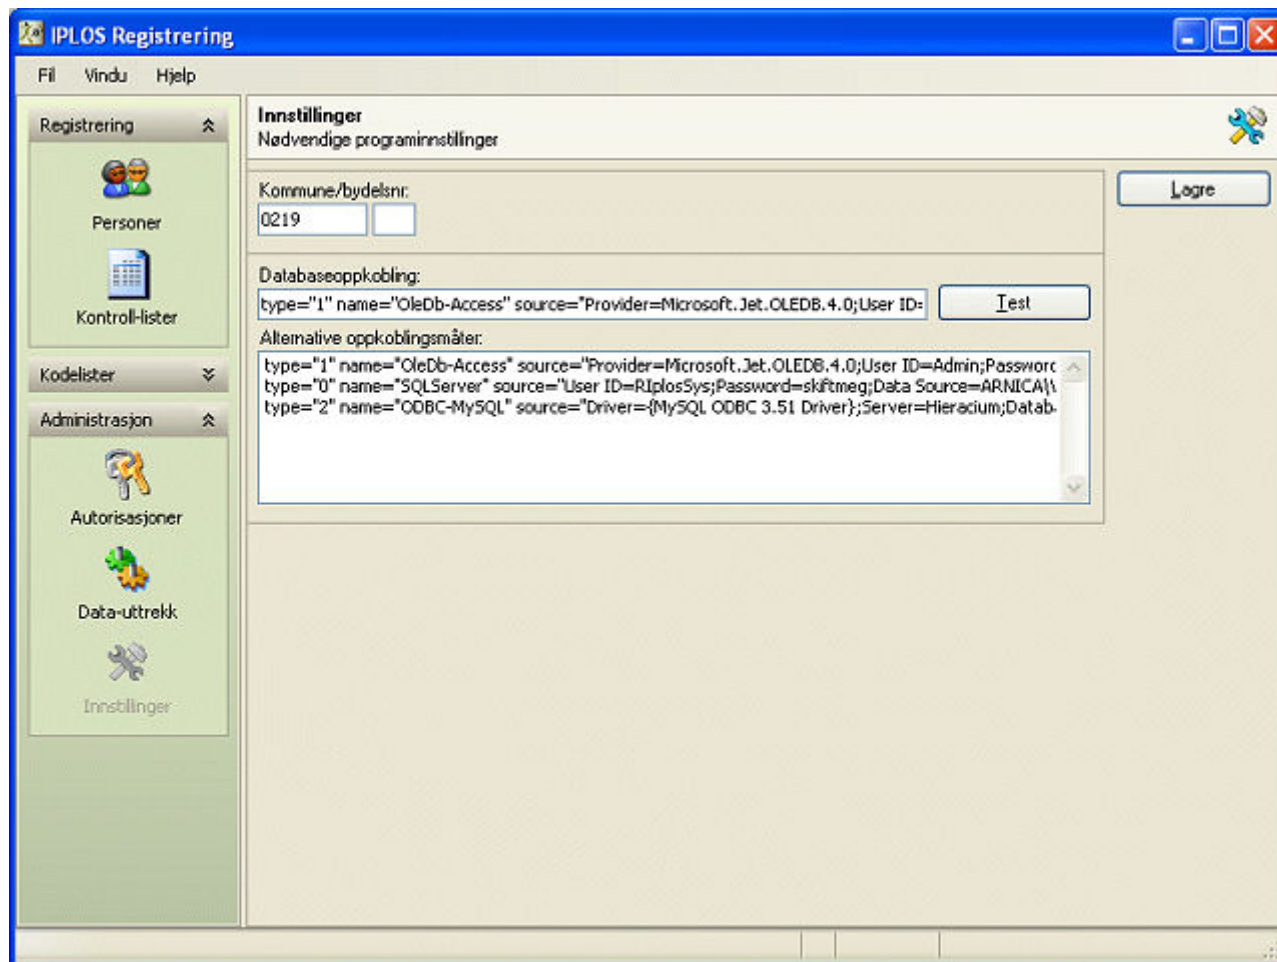 IPLOS Registrering
Fil Vindu Hjelp
Registrering
Personer
Kontroll-lister
Kodelister
Administrasjon
Autorisasjoner
Data-uttrekk
Innstillinger
Innstillinger
Nødvendige programinnstilinger
Kommune/bydelsnr:
0219
Lagre
Databaseoppkobling:
type="1" name="OleDb-Access" source="Provider=Microsoft.Jet.OLEDB.4.0;User ID=
Test
Alternative oppkoblingsmåter:
type="1" name="OleDb-Access" source="Provider=Microsoft.Jet.OLEDB.4.0;User ID=Admin;Password
type="0" name="SQLServer" source="User ID=RIplosSys;Password=skiftmeg;Data Source=ARNICA\
type="2" name="ODBC-MySQL" source="Driver={MySQL ODBC 3.51 Driver};Server=Hieracium;Datab